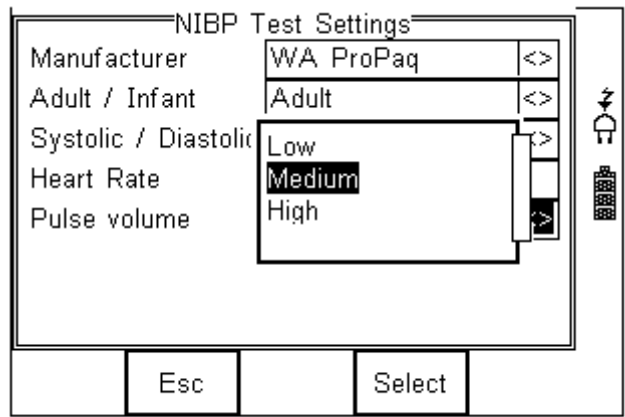 NIBP Test Settings
Manufacturer WA ProPaq <>
Adult / Infant Adult <>
Systolic / Diastolic <>
Low
Heart Rate Medium
Pulse volume High <>
Esc Select